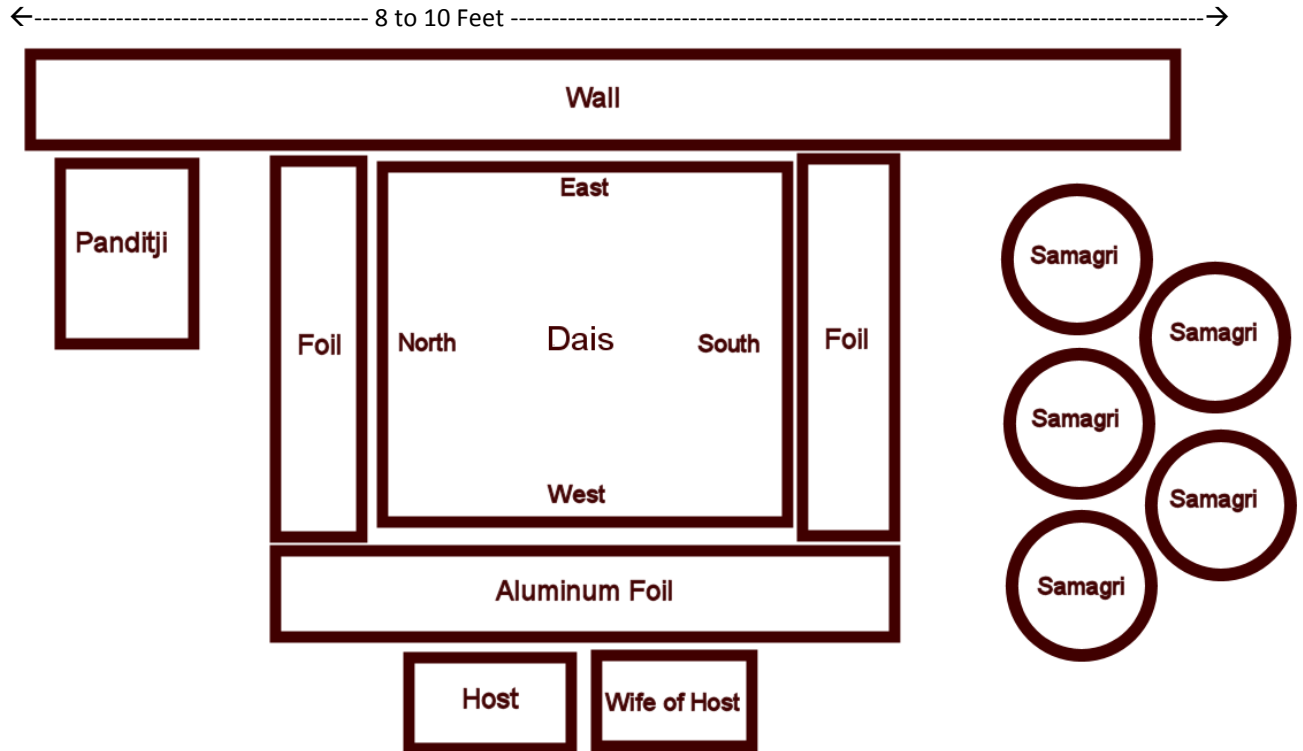 8 to 10 Feet
Wall
East
Panditji
Samagri
Samagri
Foil
North
Dais
South
Foil
Samagri
West
Samagri
Aluminum Foil
Samagri
Host
Wife of Host